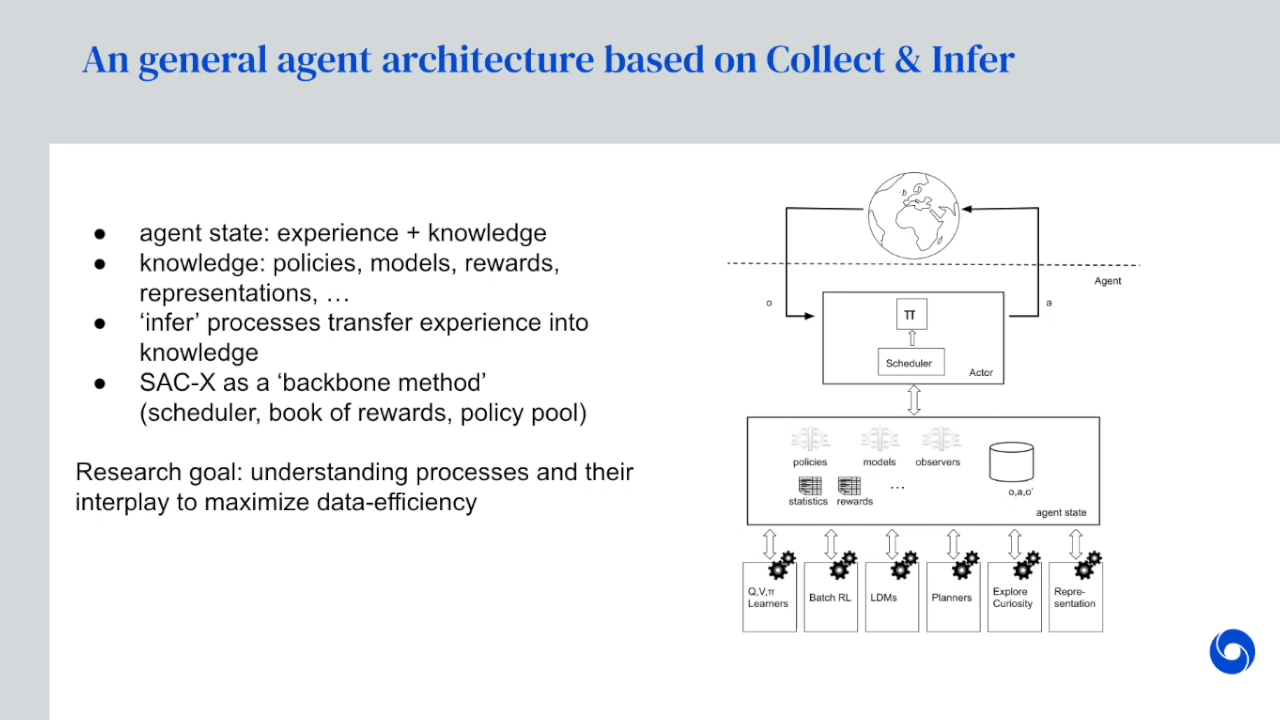 An general agent architecture based on Collect & Infer
● agent state: experience + knowledge
● knowledge: policies, models, rewards,
representations, …
● ‘infer’ processes transfer experience into
knowledge
● SAC-X as a ‘backbone method’
(scheduler, book of rewards, policy pool)
Research goal: understanding processes and their
interplay to maximize data-efficiency
Agent
o
a
π
Scheduler
Actor
policies
models
observers
statistics
rewards
...
o,a,o'
agent state
Q,V,π
Learners
Batch RL
LDMs
Planners
Explore
Curiosity
Repre-
sentation